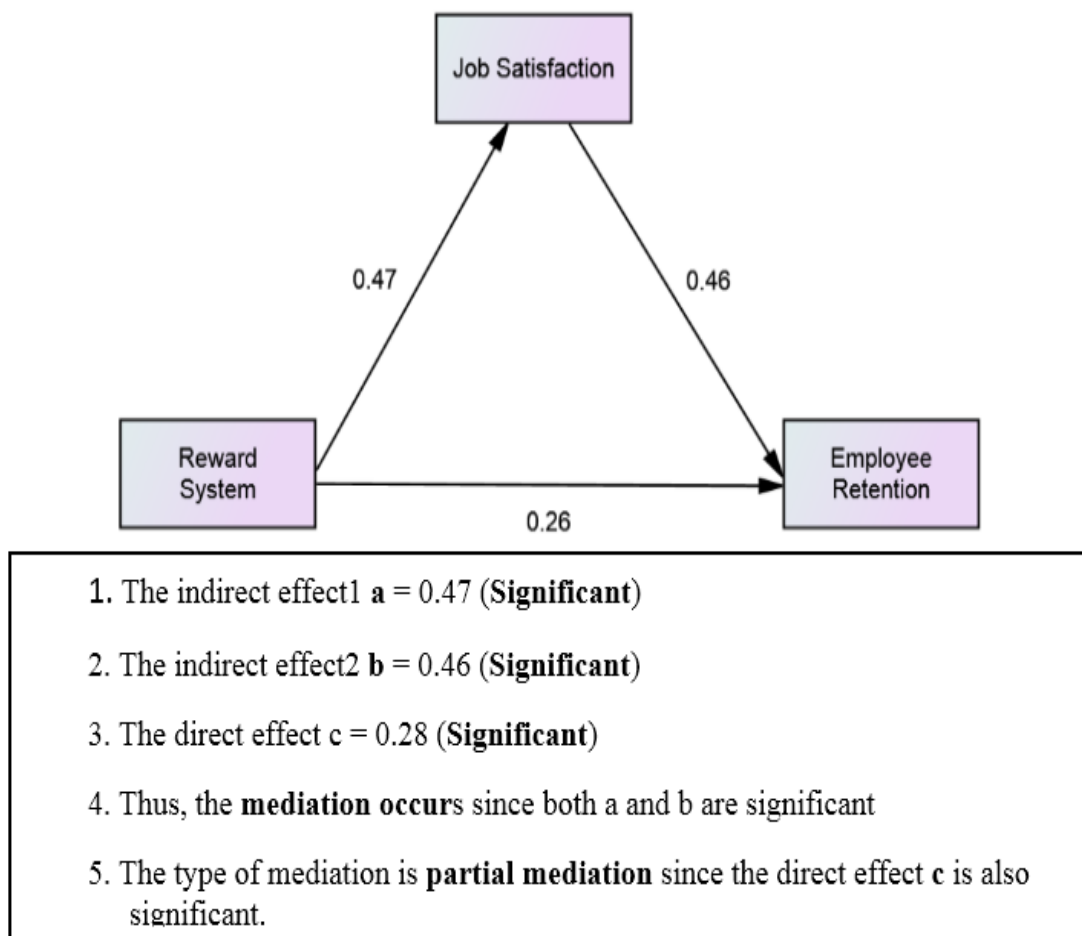 Job Satisfaction
0.47
0.46
Reward
System
Employee
Retention
0.26
1. The indirect effect1 a = 0.47 (Significant)
2. The indirect effect2 b = 0.46 (Significant)
3. The direct effect c = 0.28 (Significant)
4. Thus, the mediation occurs since both a and b are significant
5. The type of mediation is partial mediation since the direct effect c is also
significant.